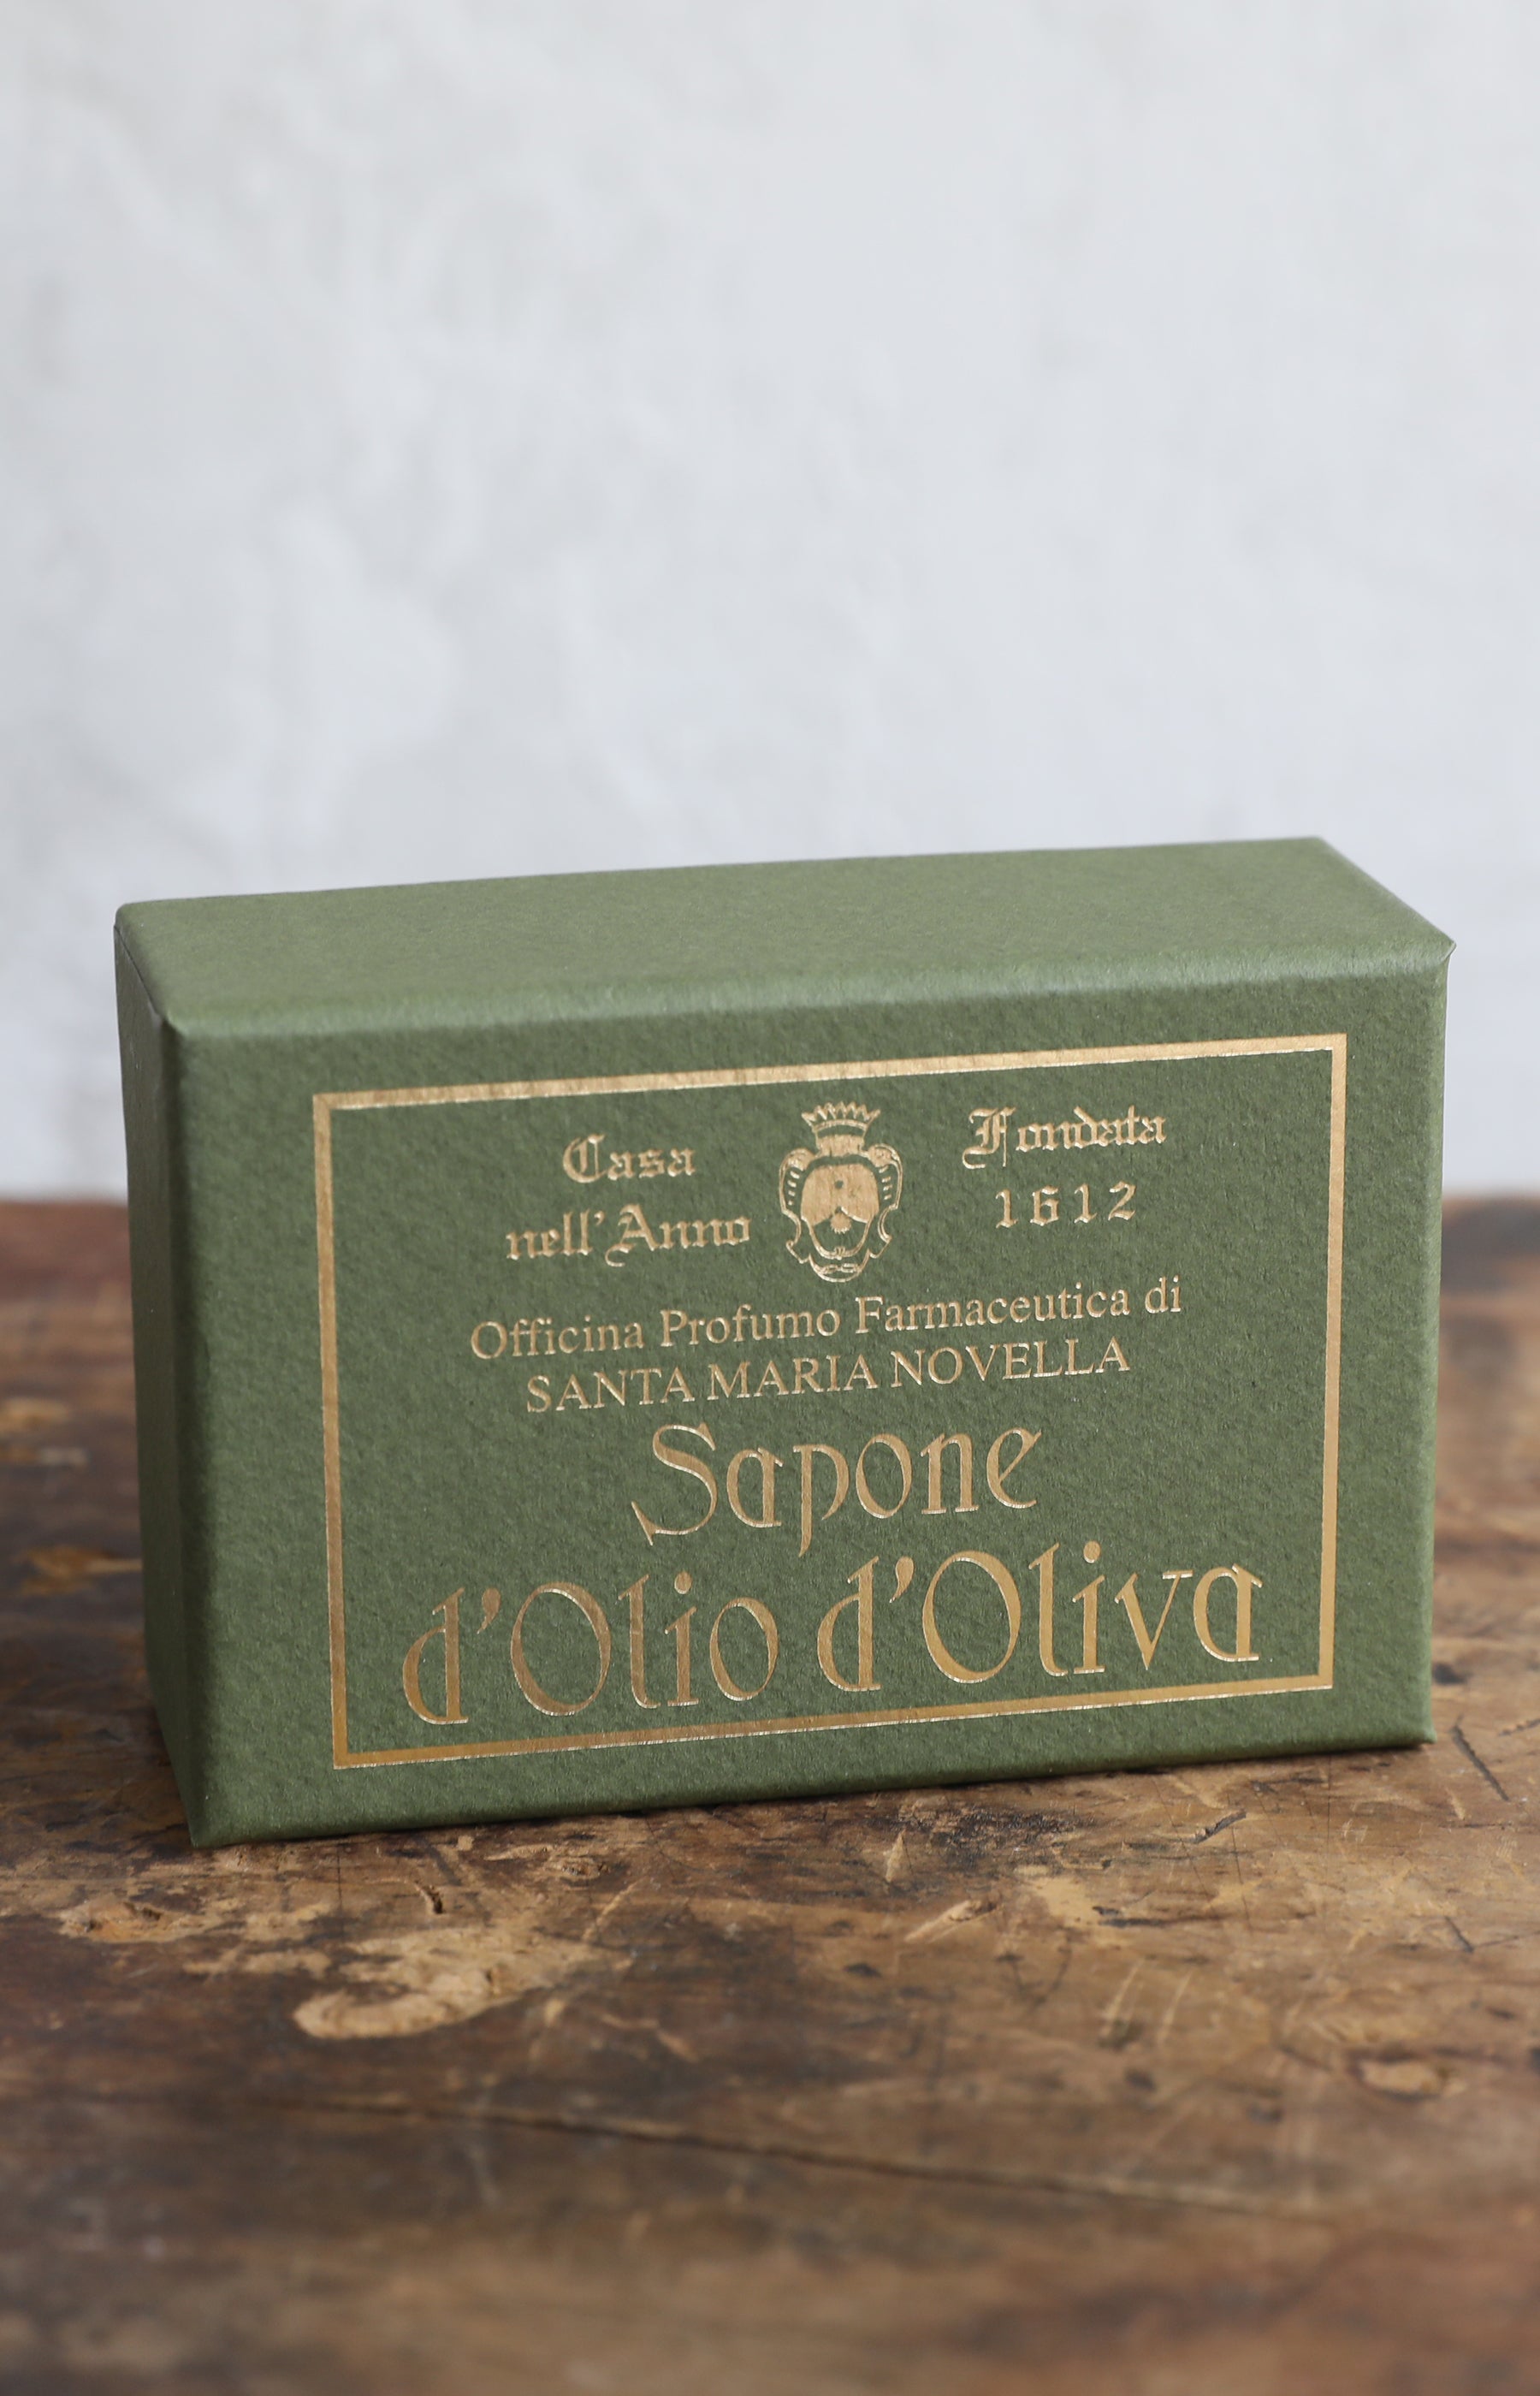 Casa Fondata
nell'Anno 1612
Officina Profumo Farmaceutica di
SANTA MARIA NOVELLA
Sapone
d'Olio d'Oliva